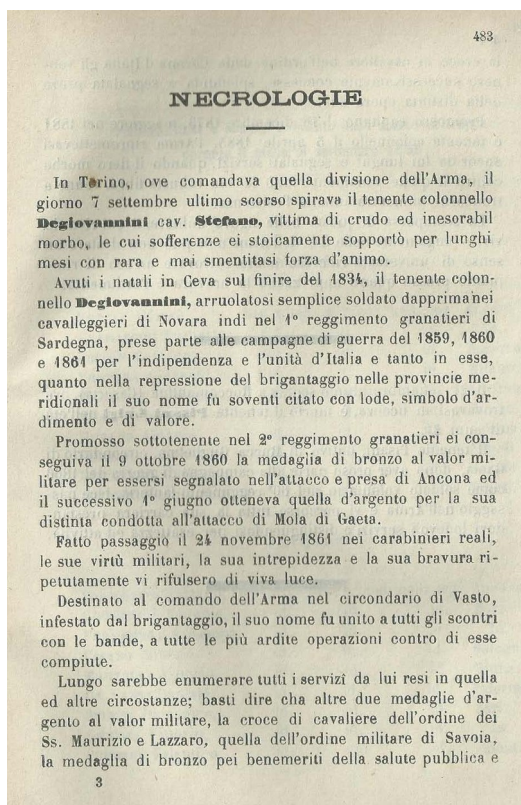 483
NECROLOGIE
In Torino, ove comandava quella divisione dell'Arma, il
giorno 7 settembre ultimo scorso spirava il tenente colonnello
Degiovannini cav. Stefano, vittima di crudo ed inesorabil
morbo, le cui sofferenze ei stoicamente sopportò per lunghi
mesi con rara e mai smentitasi forza d'animo.
Avuti i natali in Ceva sul finire del 1834, il tenente colon-
nello Degiovannini, arruolatosi semplice soldato dapprima nei
cavalleggieri di Novara indi nel 1° reggimento granatieri di
Sardegna, prese parte alle campagne di guerra del 1859, 1860
e 1861 per l'indipendenza e l'unità d'Italia e tanto in esse,
quanto nella repressione del brigantaggio nelle provincie me-
ridionali il suo nome fu soventi citato con lode, simbolo d'ar-
dimento e di valore.
Promosso sottotenente nel 2° reggimento granatieri ei con-
seguiva il 9 ottobre 1860 la medaglia di bronzo al valor mi-
litare per essersi segnalato nell'attacco e presa di Ancona ed
il successivo 1° giugno otteneva quella d'argento per la sua
distinta condotta all'attacco di Mola di Gaeta.
Fatto passaggio il 24 novembre 1861 nei carabinieri reali,
le sue virtù militari, la sua intrepidezza e la sua bravura ri-
petutamente vi rifulsero di viva luce.
Destinato al comando dell'Arma nel circondario di Vasto,
infestato dal brigantaggio, il suo nome fu unito a tutti gli scontri
con le bande, a tutte le più ardite operazioni contro di esse
compiute.
Lungo sarebbe enumerare tutti i servizî da lui resi in quella
ed altre circostanze; basti dire cha altre due medaglie d'ar-
gento al valor militare, la croce di cavaliere dell'ordine dei
Ss. Maurizio e Lazzaro, quella dell'ordine militare di Savoia,
la medaglia di bronzo pei benemeriti della salute pubblica e
3